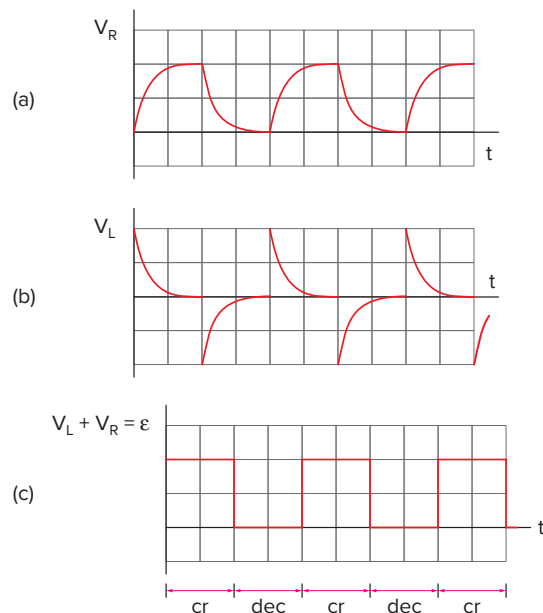 V_R
(a)
t
V_L
t
(b)
V_L + V_R = ε
(c)
t
cr dec cr dec cr